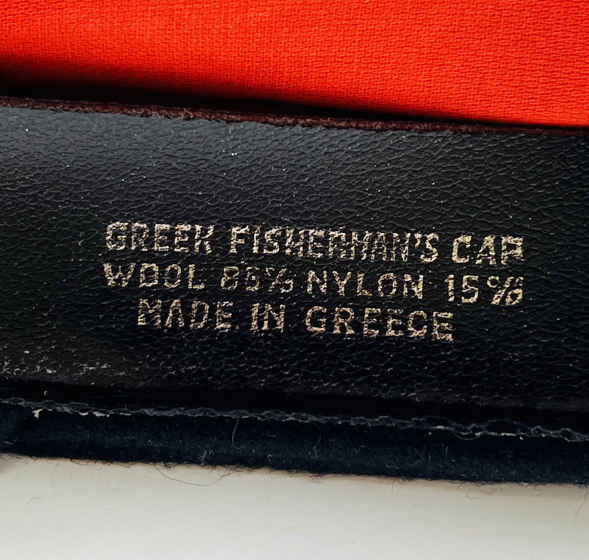 GREEK FISHERMAN'S CAP
WOOL 85% NYLON 15%
MADE IN GREECE